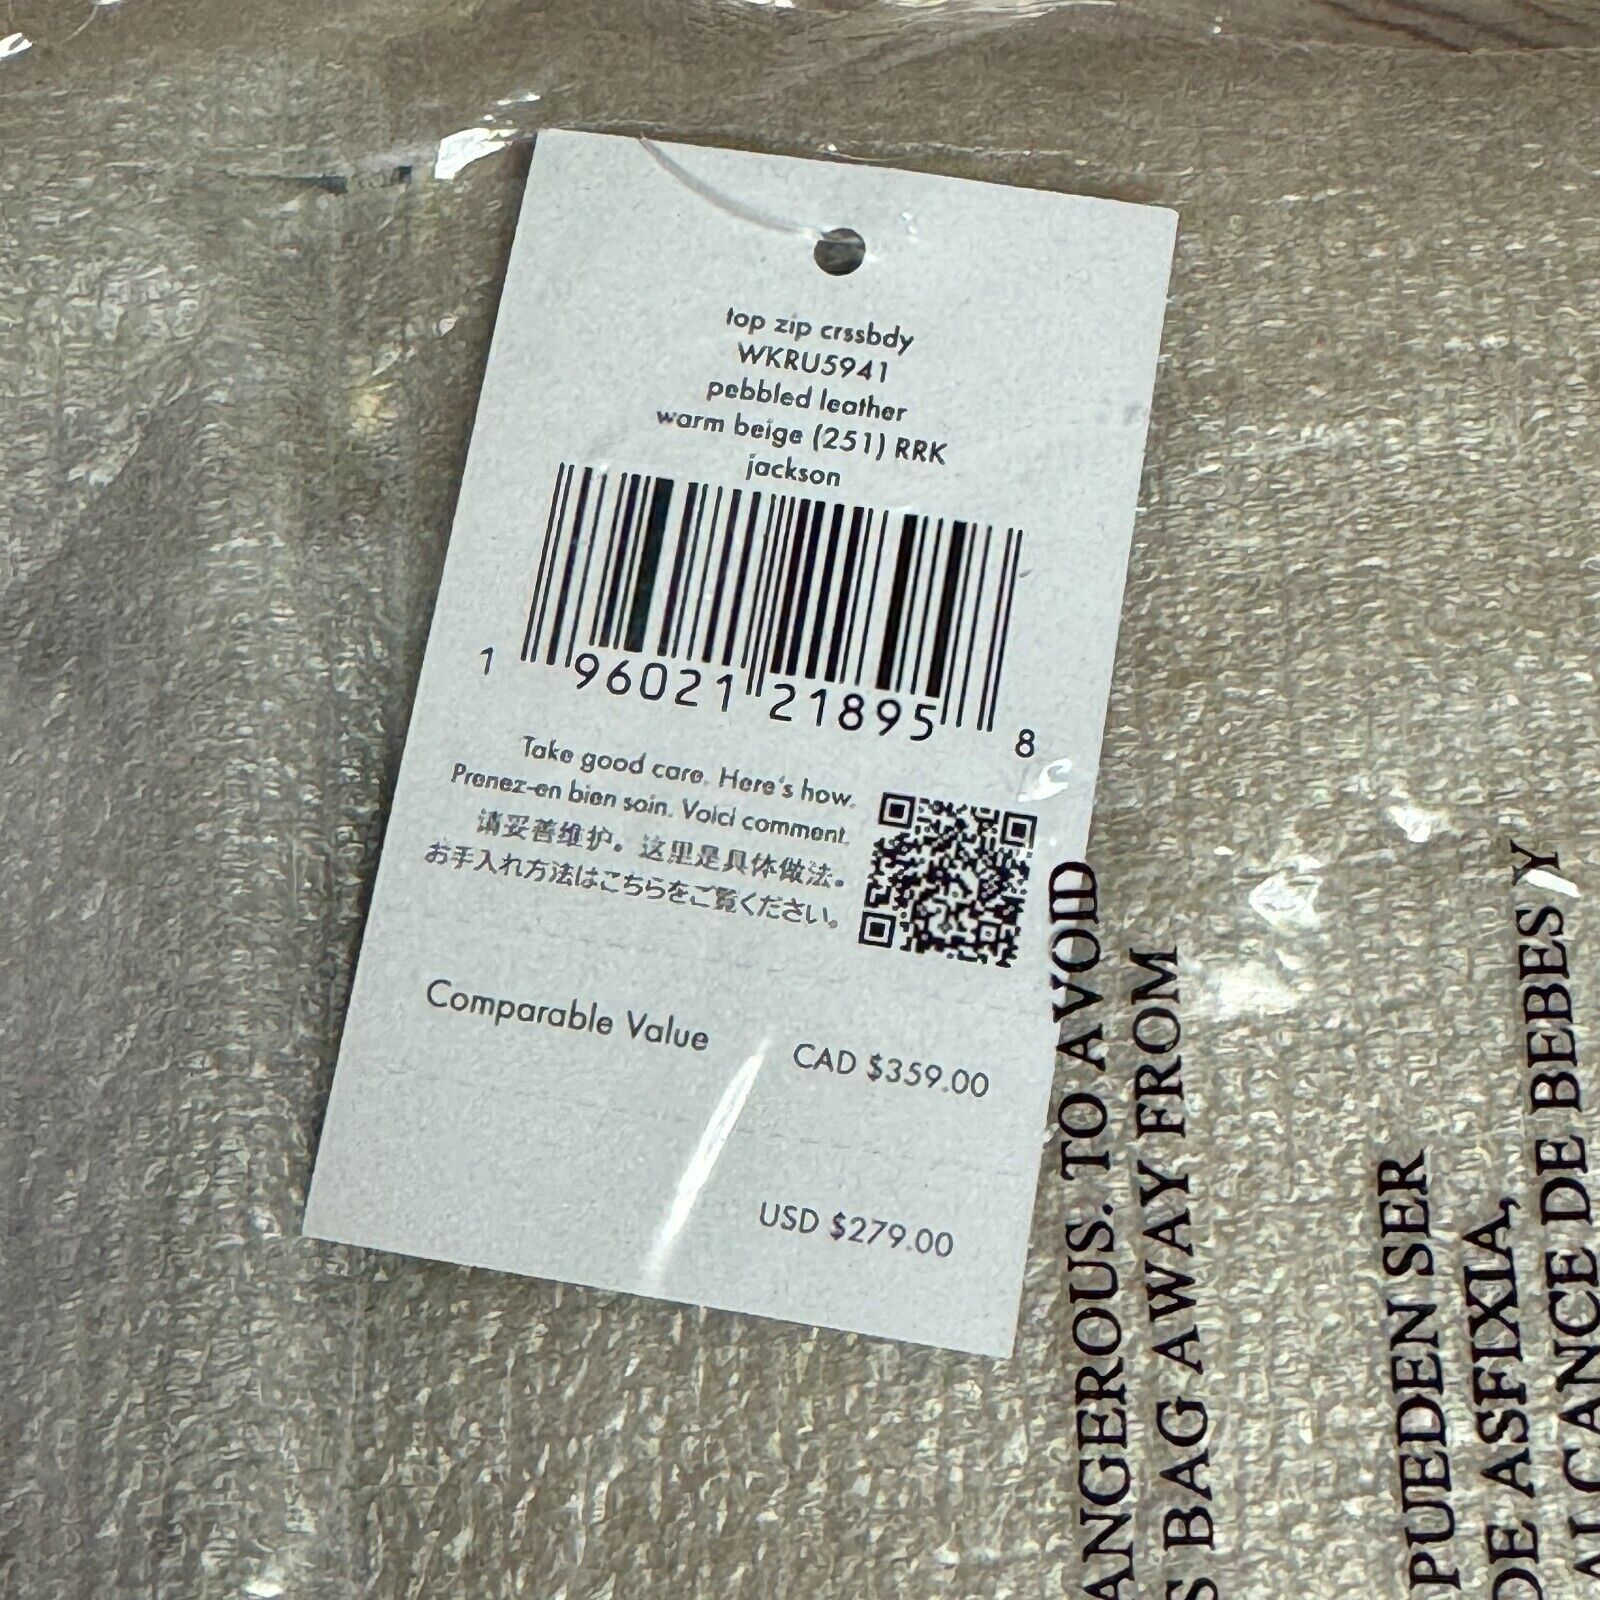 top zip crssbdy
WKRU5941
pebbled leather
warm beige (251) RRK
jackson
1 96021 21895 8
Take good care. Here's how.
Prenez-en bien soin. Voici comment.
请妥善维护。这里是具体做法。
お手入れ方法はこちらをご覧ください。
Comparable Value
CAD $359.00
USD $279.00
ANGEROUS. TO AVOID
S BAG AWAY FROM
PUEDEN SER
DE ASFIXIA,
ALCANCE DE BEBES Y